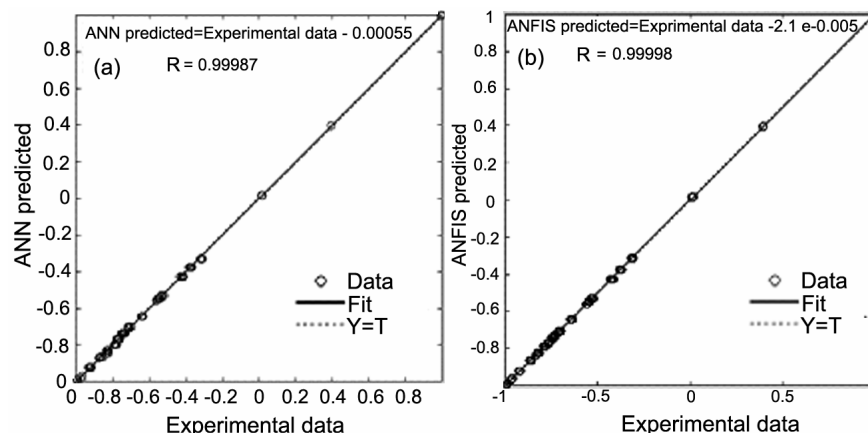 ANN predicted=Experimental data - 0.00055
(a)
R = 0.99987
0.8
0.6
0.4
0.2
0
-0.2
-0.4
-0.6
-0.8
0
ANN predicted
Data
Fit
Y=T
0 -0.8 -0.6 -0.4 -0.2 0 0.2 0.4 0.6 0.8
Experimental data
1
ANFIS predicted=Experimental data -2.1 e-0.005
(b)
R = 0.99998
0.8
0.6
0.4
0.2
0
-0.2
-0.4
-0.6
-0.8
ANFIS predicted
Data
Fit
Y=T
-1 -0.5 0 0.5
Experimental data